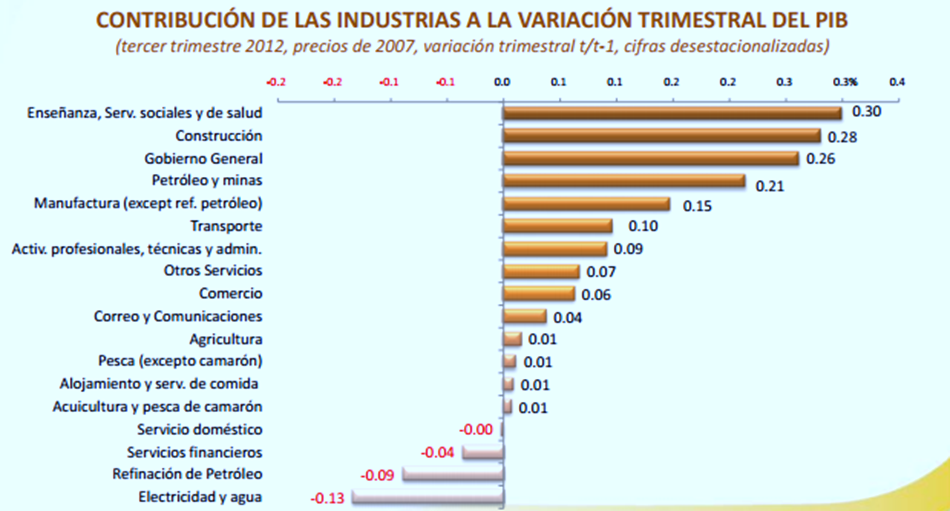 CONTRIBUCIÓN DE LAS INDUSTRIAS A LA VARIACIÓN TRIMESTRAL DEL PIB
(tercer trimestre 2012, precios de 2007, variación trimestral t/t-1, cifras desestacionalizadas)
-0.2 -0.2 -0.1 -0.1 0.0 0.1 0.1 0.2 0.2 0.3 0.3% 0.4
Enseñanza, Serv. sociales y de salud 0.30
Construcción 0.28
Gobierno General 0.26
Petróleo y minas 0.21
Manufactura (except ref. petróleo) 0.15
Transporte 0.10
Activ. profesionales, técnicas y admin. 0.09
Otros Servicios 0.07
Comercio 0.06
Correo y Comunicaciones 0.04
Agricultura 0.01
Pesca (excepto camarón) 0.01
Alojamiento y serv. de comida 0.01
Acuicultura y pesca de camarón 0.01
Servicio doméstico -0.00
Servicios financieros -0.04
Refinación de Petróleo -0.09
Electricidad y agua -0.13